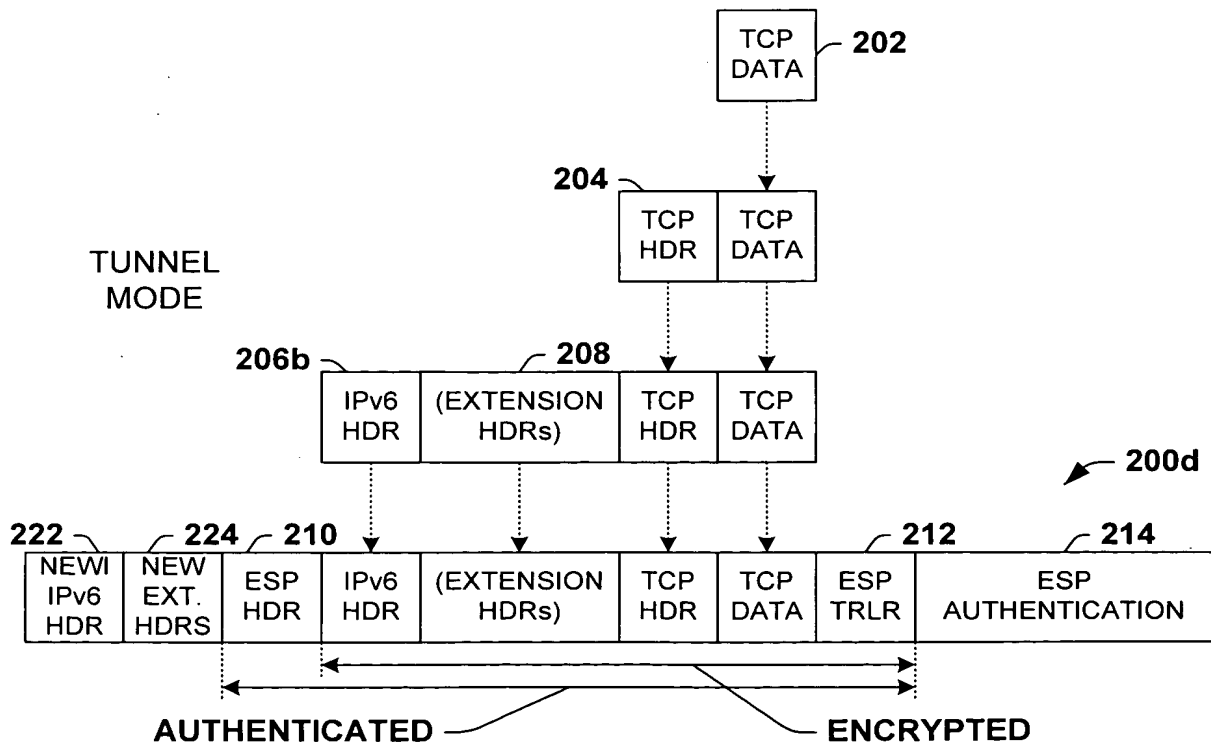 TCP
DATA
202
204
TCP
HDR
TCP
DATA
TUNNEL
MODE
206b
208
IPv6
HDR
(EXTENSION
HDRs)
TCP
HDR
TCP
DATA
200d
222
224
210
212
214
NEWI
IPv6
HDR
NEW
EXT.
HDRS
ESP
HDR
IPv6
HDR
(EXTENSION
HDRs)
TCP
HDR
TCP
DATA
ESP
TRLR
ESP
AUTHENTICATION
AUTHENTICATED
ENCRYPTED